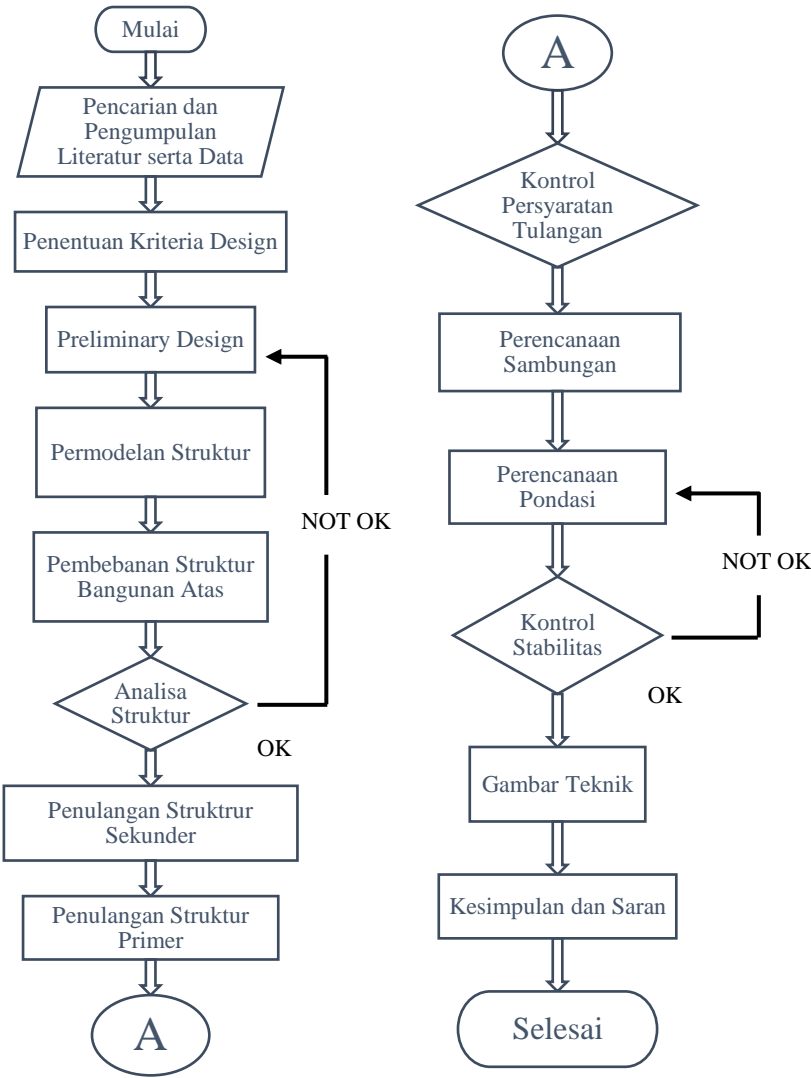 Mulai
Pencarian dan
Pengumpulan
Literatur serta Data
Penentuan Kriteria Design
Preliminary Design
Permodelan Struktur
NOT OK
Pembebanan Struktur
Bangunan Atas
Analisa
Struktur
OK
Penulangan Struktrur
Sekunder
Penulangan Struktur
Primer
A
A
Kontrol
Persyaratan
Tulangan
Perencanaan
Sambungan
Perencanaan
Pondasi
NOT OK
Kontrol
Stabilitas
OK
Gambar Teknik
Kesimpulan dan Saran
Selesai